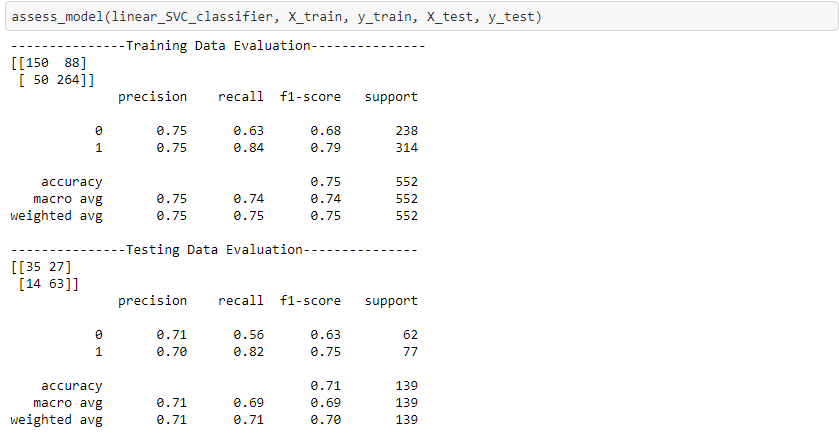 assess_model(linear_SVC_classifier, X_train, y_train, X_test, y_test)
---------------Training Data Evaluation---------------
[[150  88]
 [ 50 264]]
              precision    recall  f1-score   support

           0       0.75      0.63      0.68       238
           1       0.75      0.84      0.79       314

    accuracy                           0.75       552
   macro avg       0.75      0.74      0.74       552
weighted avg       0.75      0.75      0.75       552

---------------Testing Data Evaluation---------------
[[35 27]
 [14 63]]
              precision    recall  f1-score   support

           0       0.71      0.56      0.63        62
           1       0.70      0.82      0.75        77

    accuracy                           0.71       139
   macro avg       0.71      0.69      0.69       139
weighted avg       0.71      0.71      0.70       139